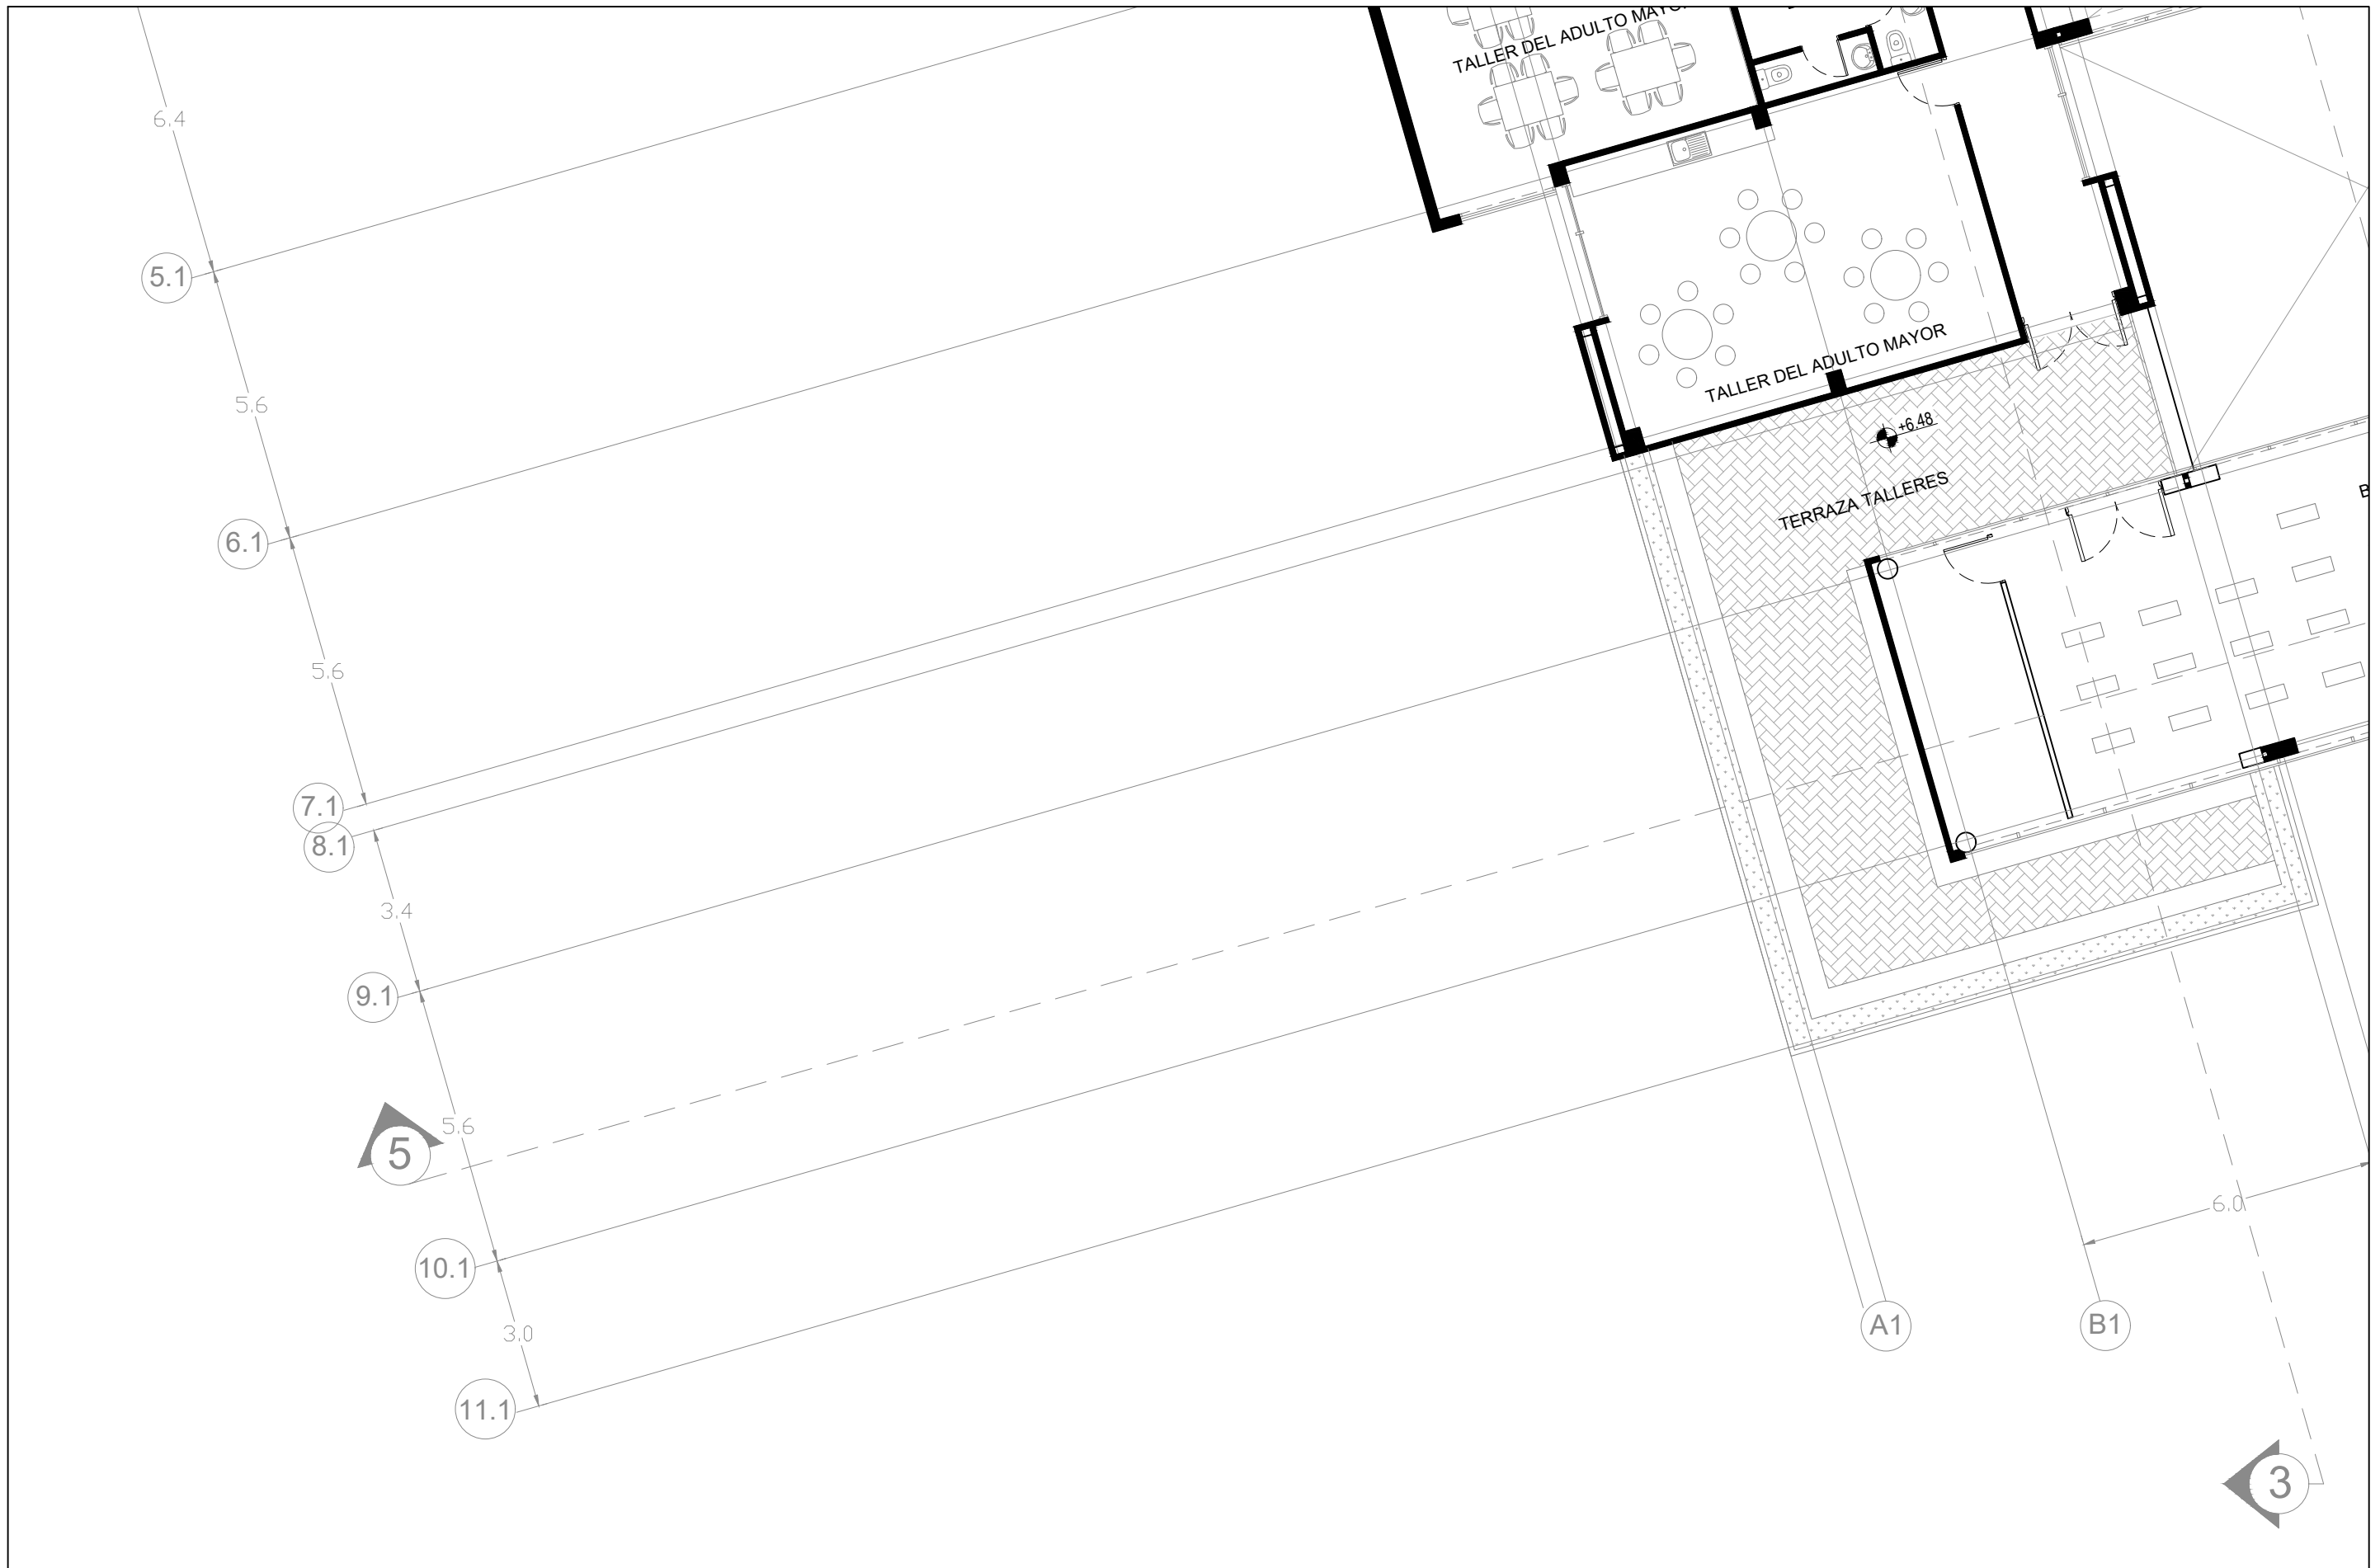 TALLER DEL ADULTO MAYOR
6.4
5.1
5.6
TALLER DEL ADULTO MAYOR
+6.48
TERRAZA TALLERES
B
6.1
5.6
7.1
8.1
3.4
9.1
5.6
5
6.0
10.1
3.0
A1
B1
11.1
3